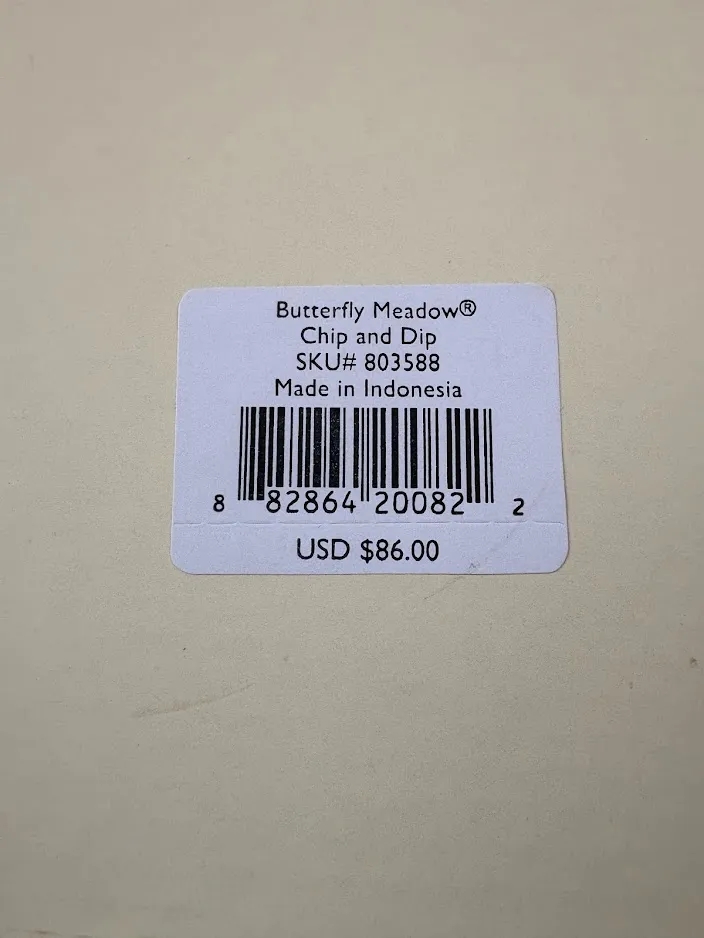 Butterfly Meadow®
Chip and Dip
SKU# 803588
Made in Indonesia
8 82864 20082 2
USD $86.00